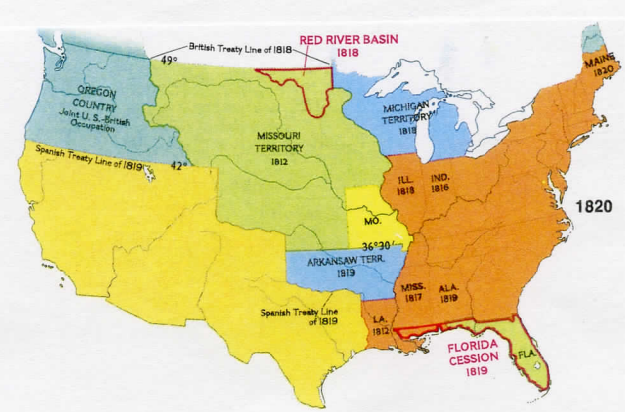 British Treaty Line of 1818
RED RIVER BASIN
1818
49°
MAINE
1820
OREGON
COUNTRY
Joint U.S.-British
Occupation
MICHIGAN
TERRITORY
1818
MISSOURI
TERRITORY
1812
Spanish Treaty Line of 1819
42°
ILL.
1818
IND.
1816
1820
MO.
36°30'
ARKANSAW TERR.
1819
MISS.
1817
ALA.
1819
Spanish Treaty Line
of 1819
LA.
1812
FLORIDA
CESSION
1819
FLA.